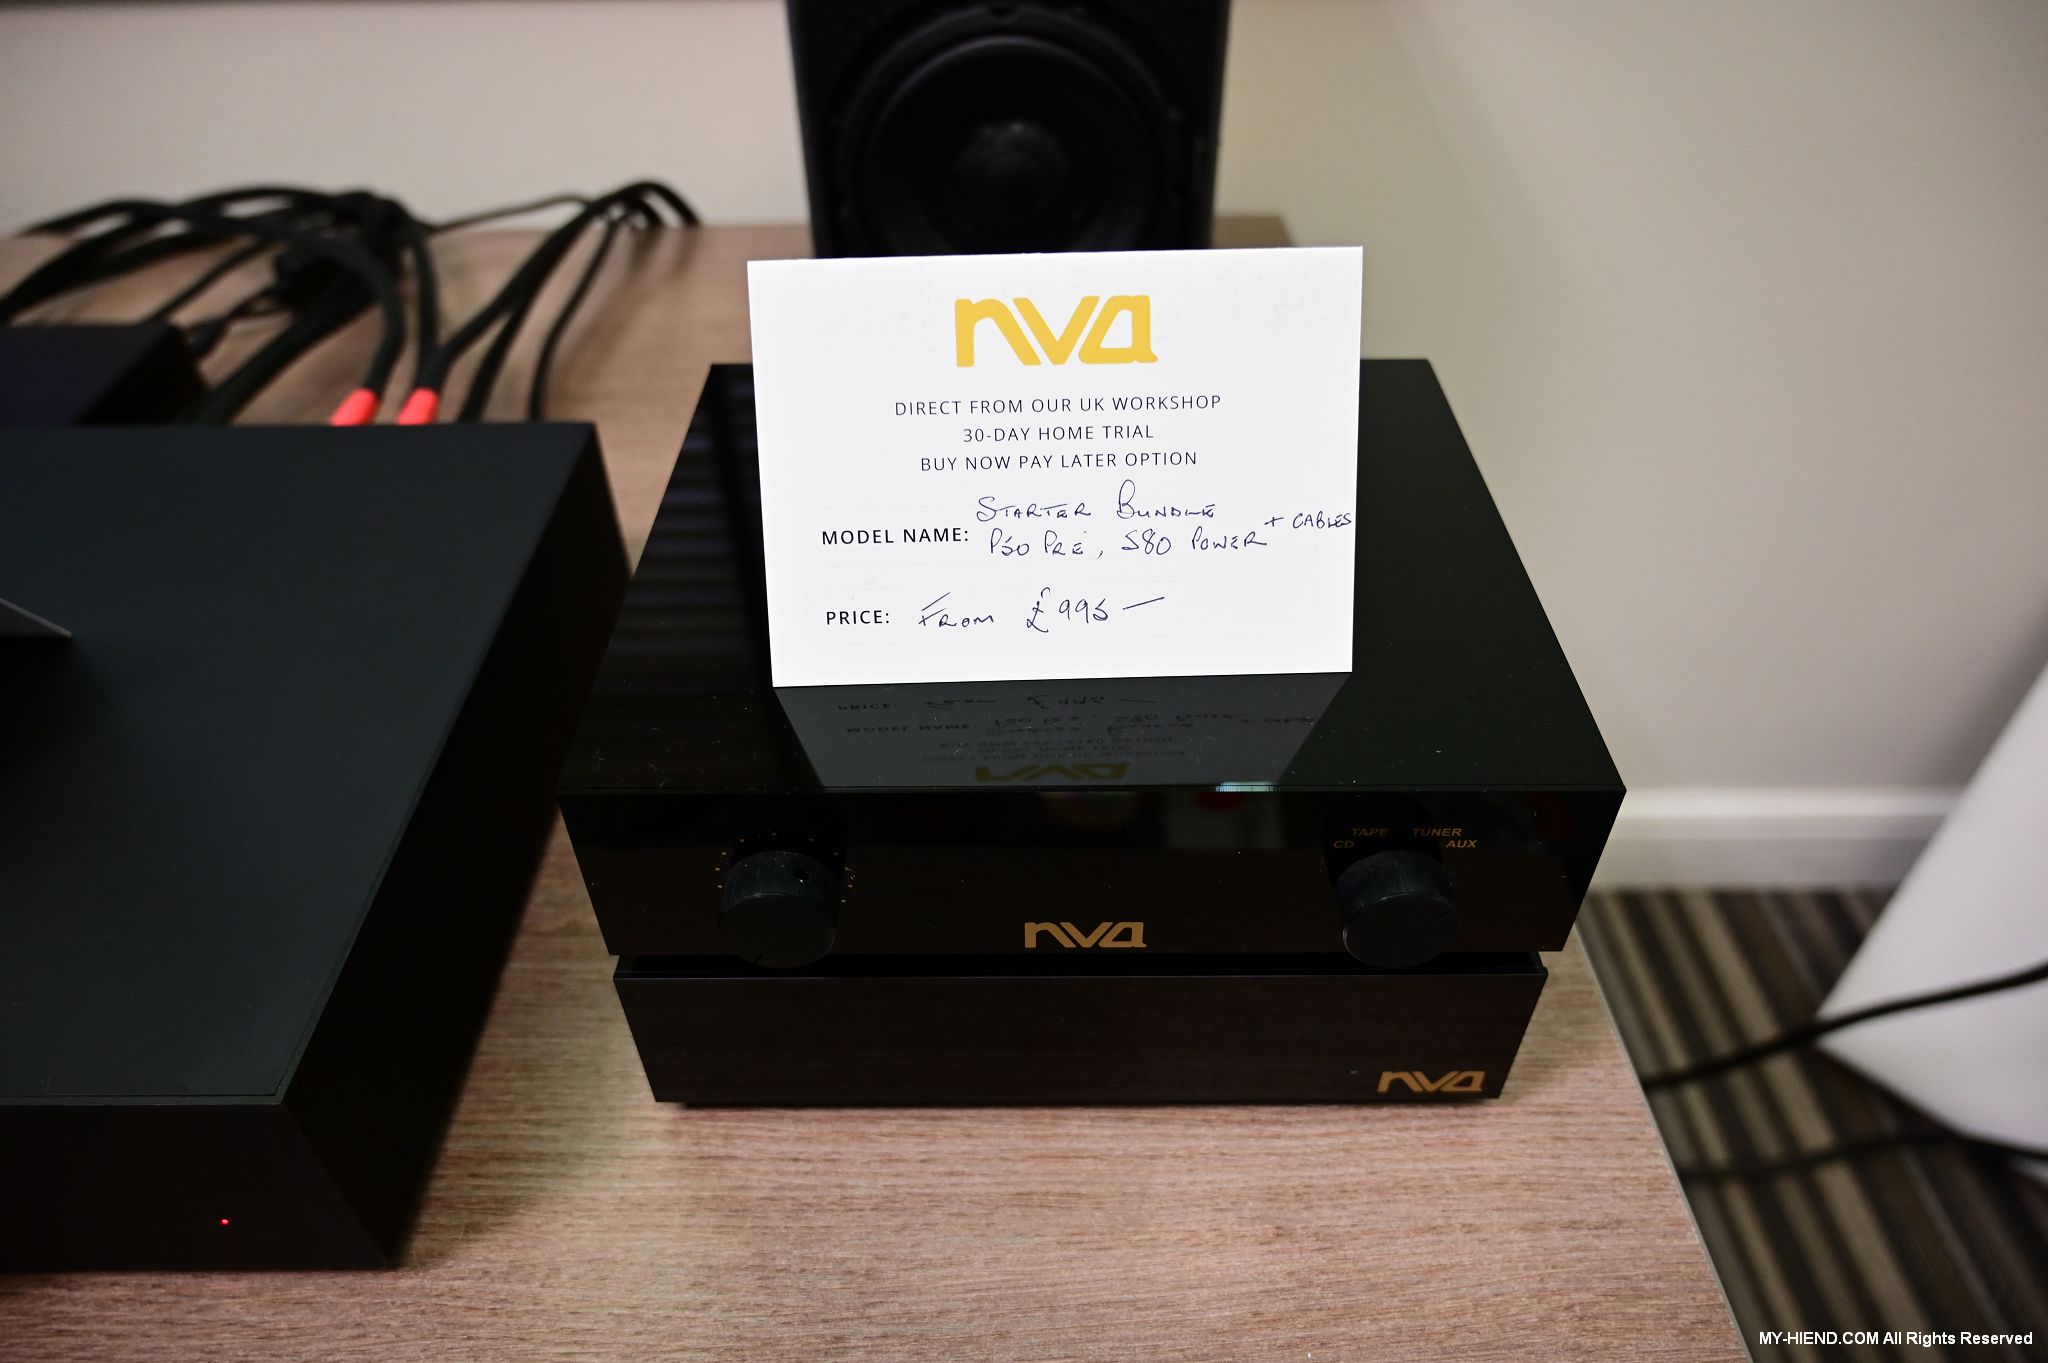 nva
DIRECT FROM OUR UK WORKSHOP
30-DAY HOME TRIAL
BUY NOW PAY LATER OPTION
MODEL NAME: STARTER BUNDLE
P50 PRE, S80 POWER + CABLES
PRICE: FROM £995 —
TAPE TUNER
CD AUX
nva
nva
MY-HIEND.COM All Rights Reserved